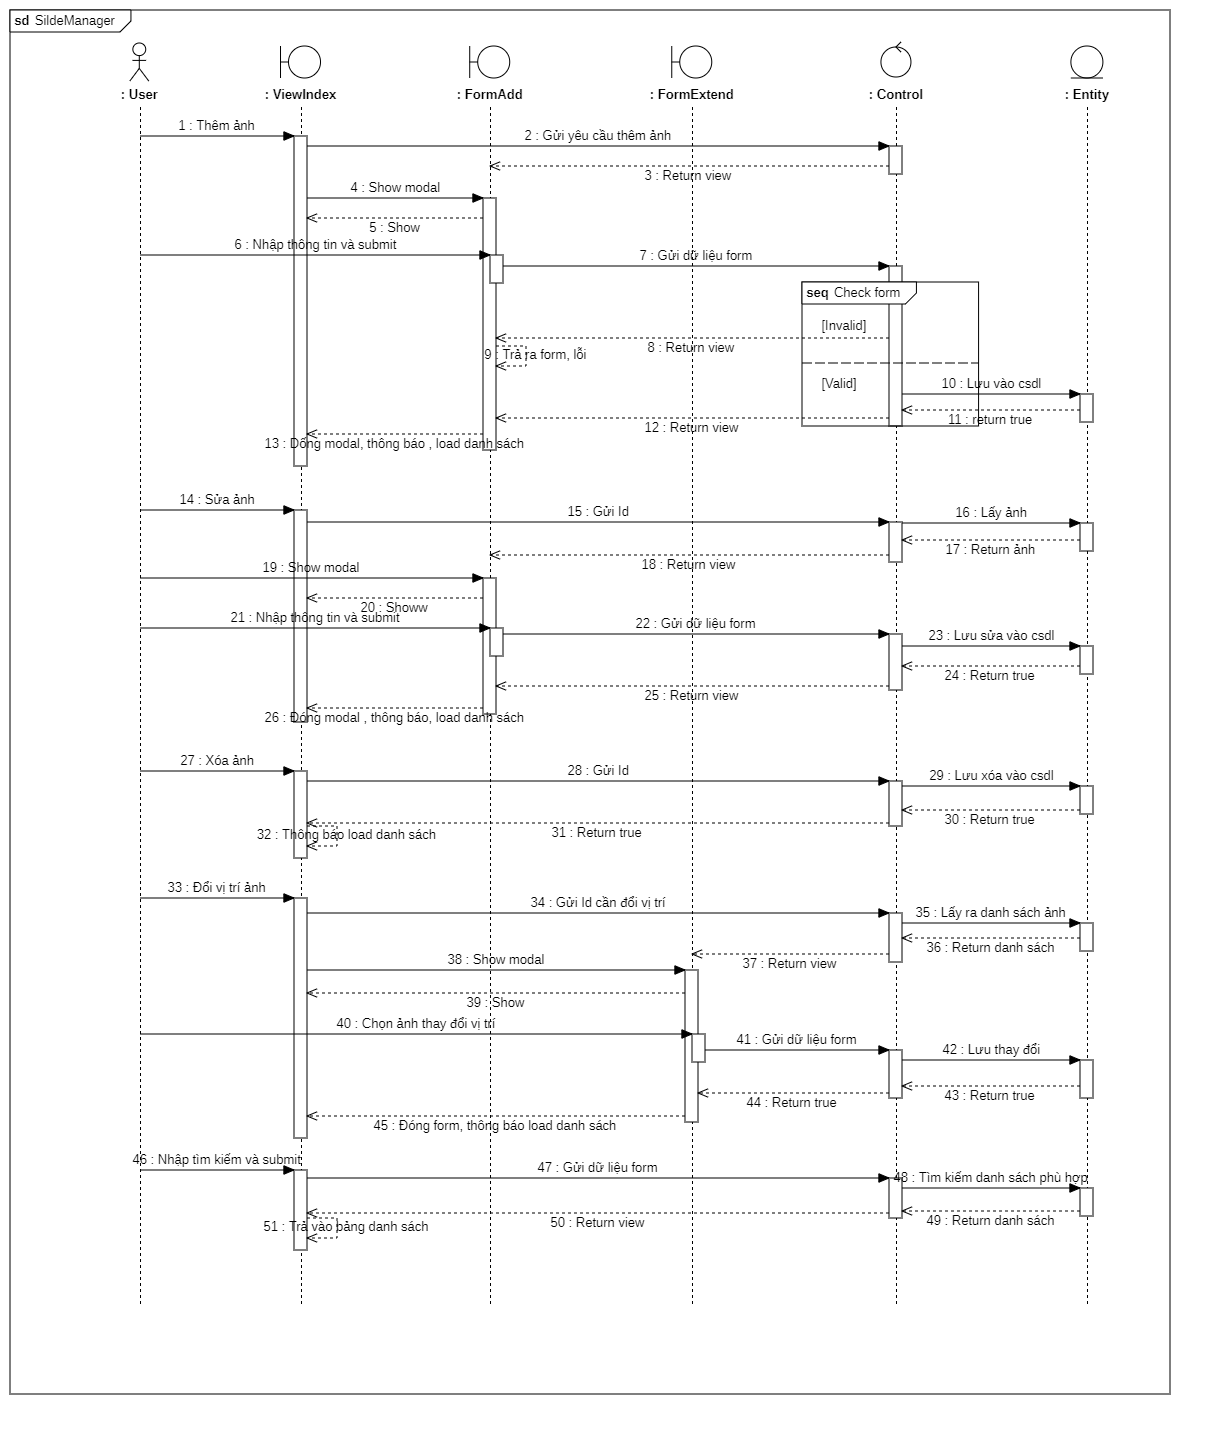 sd SildeManager
: User
: ViewIndex
: FormAdd
: FormExtend
: Control
: Entity
1 : Thêm ảnh
2 : Gửi yêu cầu thêm ảnh
3 : Return view
4 : Show modal
5 : Show
6 : Nhập thông tin và submit
7 : Gửi dữ liệu form
seq Check form
[Invalid]
8 : Return view
9 : Trả ra form, lỗi
[Valid]
10 : Lưu vào csdl
11 : return true
12 : Return view
13 : Dống modal, thông báo , load danh sách
14 : Sửa ảnh
15 : Gửi Id
16 : Lấy ảnh
17 : Return ảnh
18 : Return view
19 : Show modal
20 : Showw
21 : Nhập thông tin và submit
22 : Gửi dữ liệu form
23 : Lưu sửa vào csdl
24 : Return true
25 : Return view
26 : Đóng modal , thông báo, load danh sách
27 : Xóa ảnh
28 : Gửi Id
29 : Lưu xóa vào csdl
30 : Return true
31 : Return true
32 : Thông báo load danh sách
33 : Đổi vị trí ảnh
34 : Gửi Id cần đổi vị trí
35 : Lấy ra danh sách ảnh
36 : Return danh sách
37 : Return view
38 : Show modal
39 : Show
40 : Chọn ảnh thay đổi vị trí
41 : Gửi dữ liệu form
42 : Lưu thay đổi
43 : Return true
44 : Return true
45 : Đóng form, thông báo load danh sách
46 : Nhập tìm kiếm và submit
47 : Gửi dữ liệu form
48 : Tìm kiếm danh sách phù hợp
49 : Return danh sách
50 : Return view
51 : Trả vào bảng danh sách